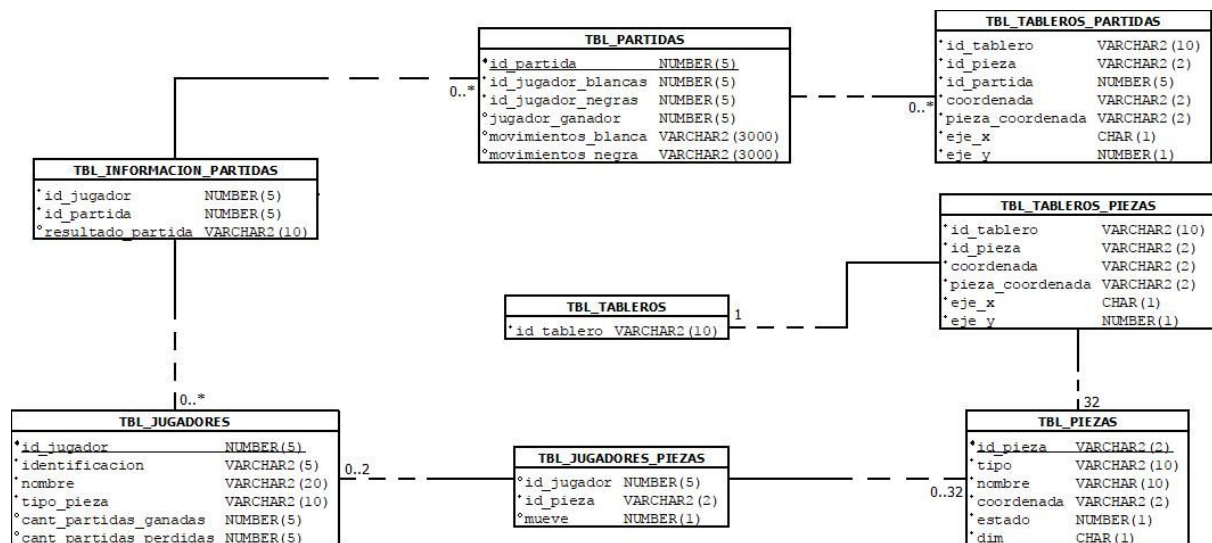 TBL_PARTIDAS
id_partida NUMBER(5)
id_jugador_blancas NUMBER(5)
id_jugador_negras NUMBER(5)
jugador_ganador NUMBER(5)
movimientos_blanca VARCHAR2(3000)
movimientos_negra VARCHAR2(3000)
0..*
TBL_TABLEROS_PARTIDAS
id_tablero VARCHAR2(10)
id_pieza VARCHAR2(2)
id_partida NUMBER(5)
coordenada VARCHAR2(2)
pieza_coordenada VARCHAR2(2)
eje_x CHAR(1)
eje_y NUMBER(1)
0..*
TBL_INFORMACION_PARTIDAS
id_jugador NUMBER(5)
id_partida NUMBER(5)
resultado_partida VARCHAR2(10)
TBL_TABLEROS_PIEZAS
id_tablero VARCHAR2(10)
id_pieza VARCHAR2(2)
coordenada VARCHAR2(2)
pieza_coordenada VARCHAR2(2)
eje_x CHAR(1)
eje_y NUMBER(1)
TBL_TABLEROS
id_tablero VARCHAR2(10)
1
0..*
32
TBL_JUGADORES
id_jugador NUMBER(5)
identificacion VARCHAR2(5)
nombre VARCHAR2(20)
tipo_pieza VARCHAR2(10)
cant_partidas_ganadas NUMBER(5)
cant_partidas_perdidas NUMBER(5)
0..2
TBL_JUGADORES_PIEZAS
id_jugador NUMBER(5)
id_pieza VARCHAR2(2)
mueve NUMBER(1)
0..32
TBL_PIEZAS
id_pieza VARCHAR2(2)
tipo VARCHAR2(10)
nombre VARCHAR(10)
coordenada VARCHAR2(2)
estado NUMBER(1)
dim CHAR(1)